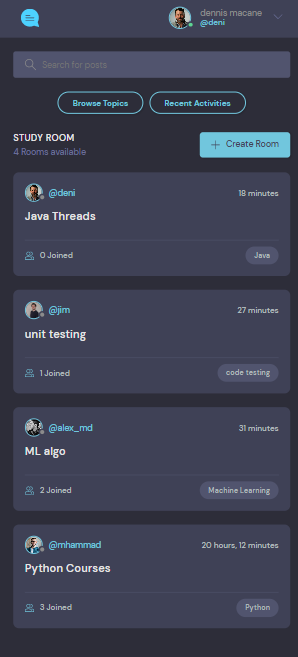 dennis macane
@deni
Search for posts
Browse Topics
Recent Activities
STUDY ROOM
4 Rooms available
Create Room
@deni
18 minutes
Java Threads
0 Joined
Java
@jim
27 minutes
unit testing
1 Joined
code testing
@alex_md
31 minutes
ML algo
2 Joined
Machine Learning
@mhammad
20 hours, 12 minutes
Python Courses
3 Joined
Python